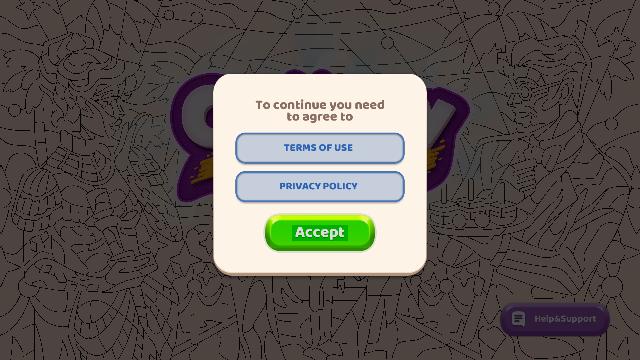 To continue you need
to agree to
TERMS OF USE
PRIVACY POLICY
Accept
Help&Support